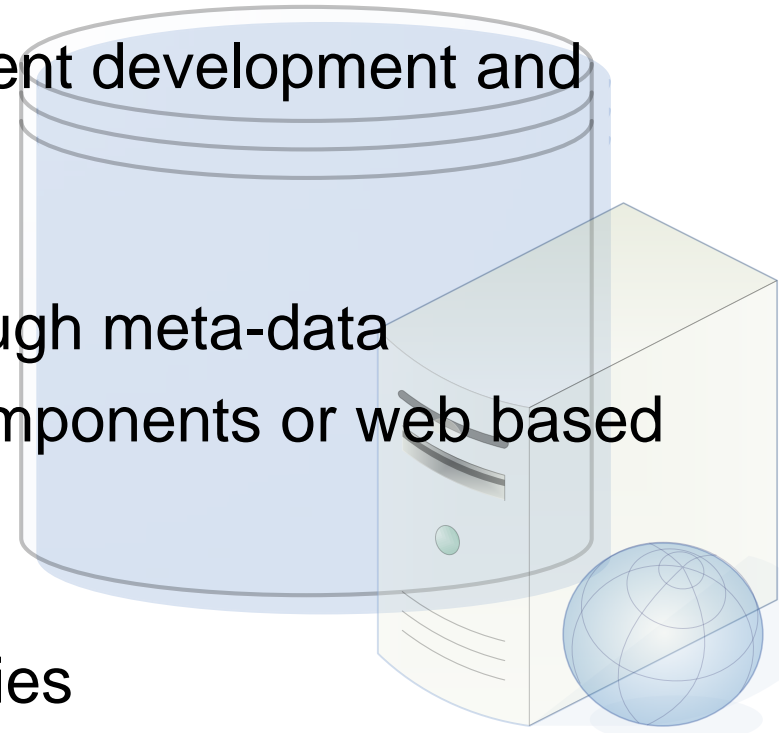 ent development and
ugh meta-data
mponents or web based
ies